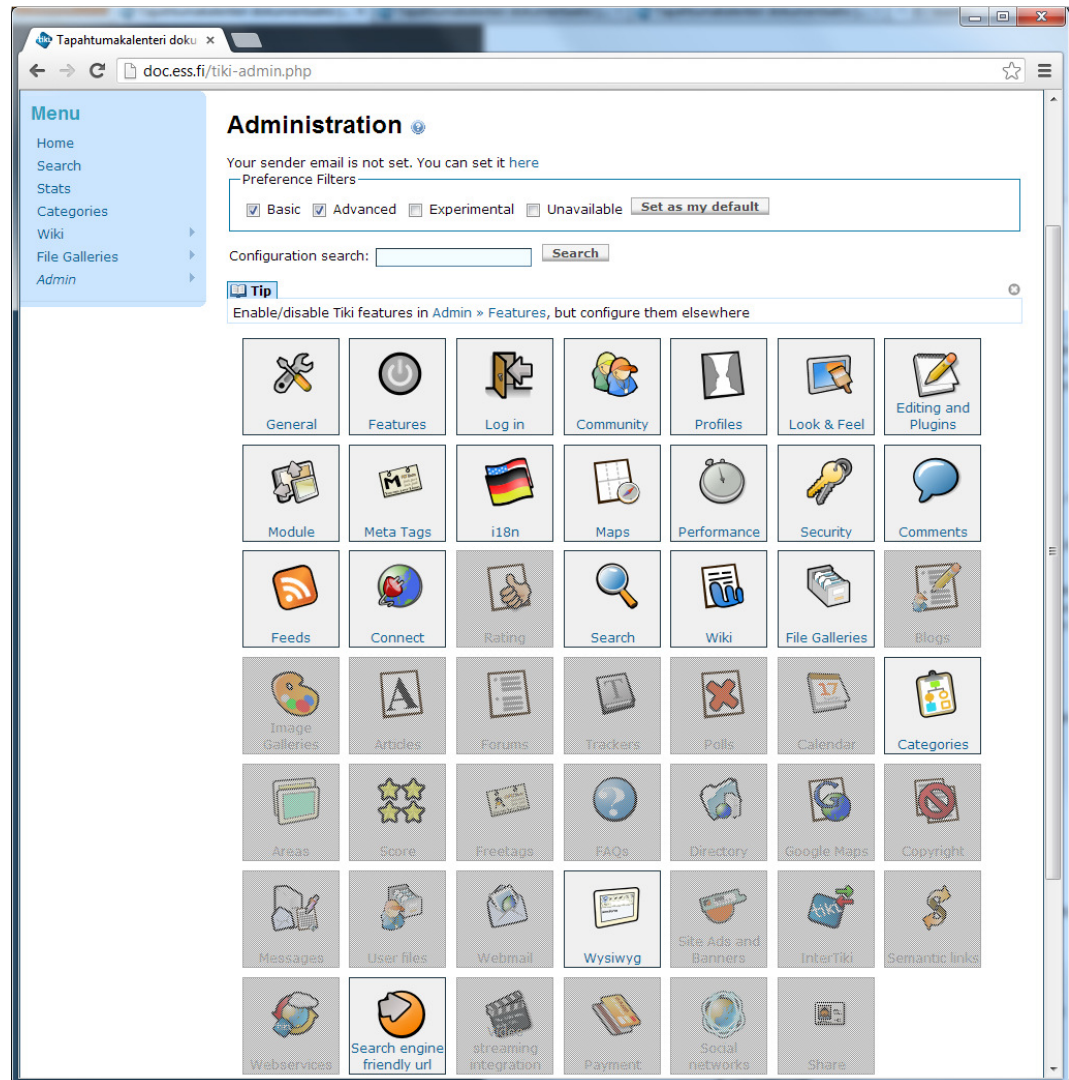 Tapahtumakalenteri doku
doc.ess.fi/tiki-admin.php
Menu
Home
Search
Stats
Categories
Wiki
File Galleries
Admin
Administration
Your sender email is not set. You can set it here
Preference Filters
Basic Advanced Experimental Unavailable Set as my default
Configuration search: Search
Tip
Enable/disable Tiki features in Admin » Features, but configure them elsewhere
General Features Log in Community Profiles Look & Feel Editing and Plugins
Module Meta Tags i18n Maps Performance Security Comments
Feeds Connect Rating Search Wiki File Galleries Blogs
Image Galleries Articles Forums Trackers Polls Calendar Categories
Areas Score Freetags FAQs Directory Google Maps Copyright
Messages User files Webmail Wysiwyg Site Ads and Banners InterTiki Semantic links
Webservices Search engine friendly url Video streaming integration Payment Social networks Share